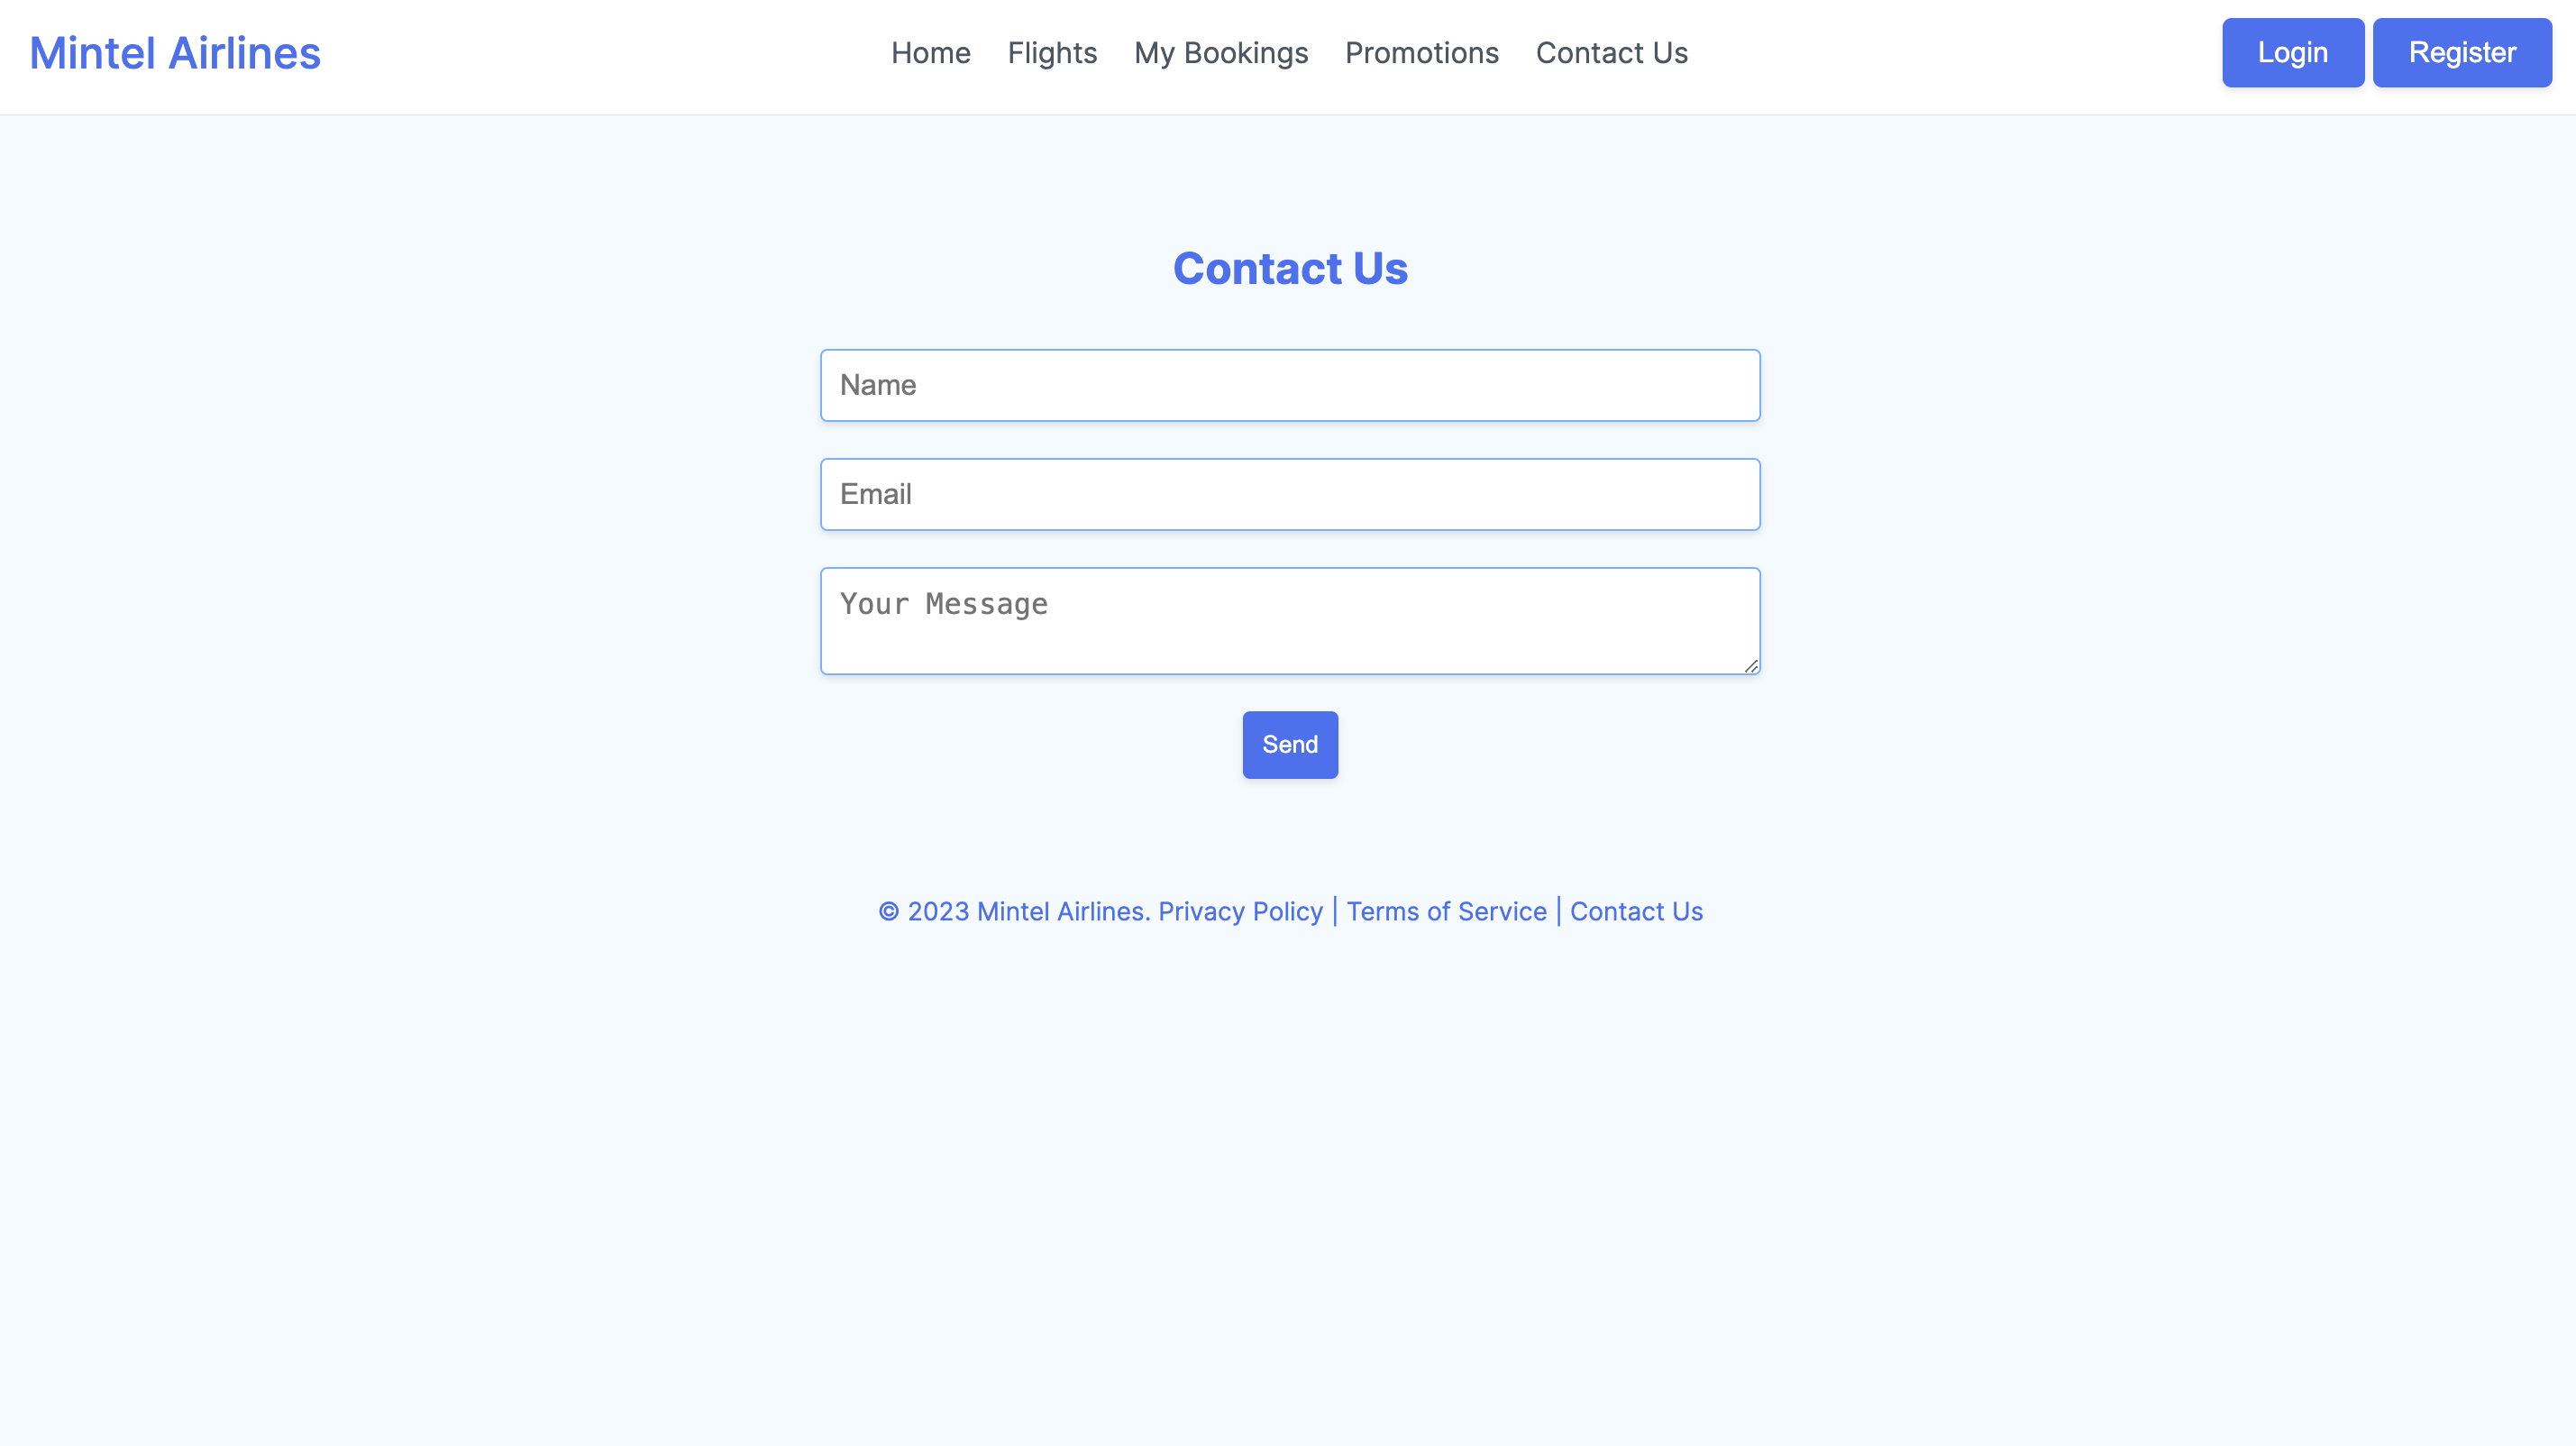 Mintel Airlines
Home Flights My Bookings Promotions Contact Us
Login Register
Contact Us
Name
Email
Your Message
Send
© 2023 Mintel Airlines. Privacy Policy | Terms of Service | Contact Us